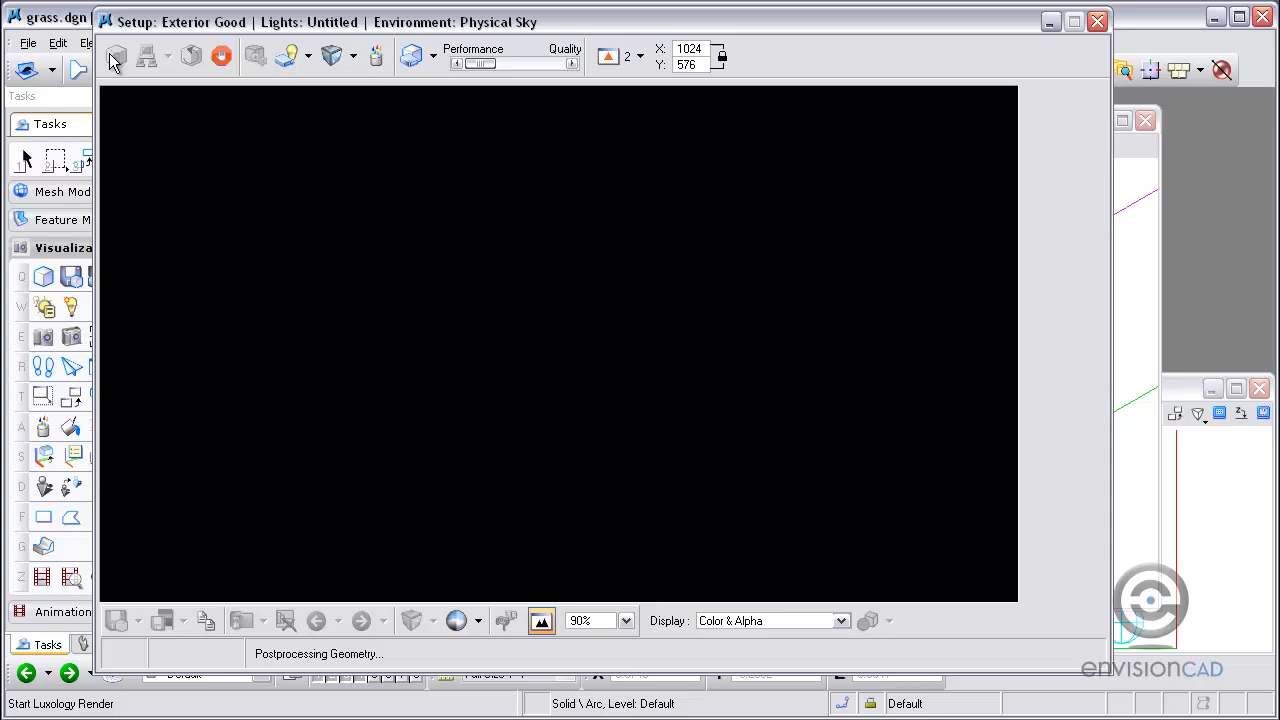 grass.dgn
Setup: Exterior Good | Lights: Untitled | Environment: Physical Sky
File Edit
Performance Quality
2
X: 1024
Y: 576
Tasks
Tasks
1 2
Mesh Mod
Feature M
Visualiza
Q
W
E
R
T
A
S
D
F
G
Z
Animation
Tasks
90%
Display: Color & Alpha
Postprocessing Geometry...
envisionCAD
Start Luxology Render
Solid \ Arc, Level: Default
Default